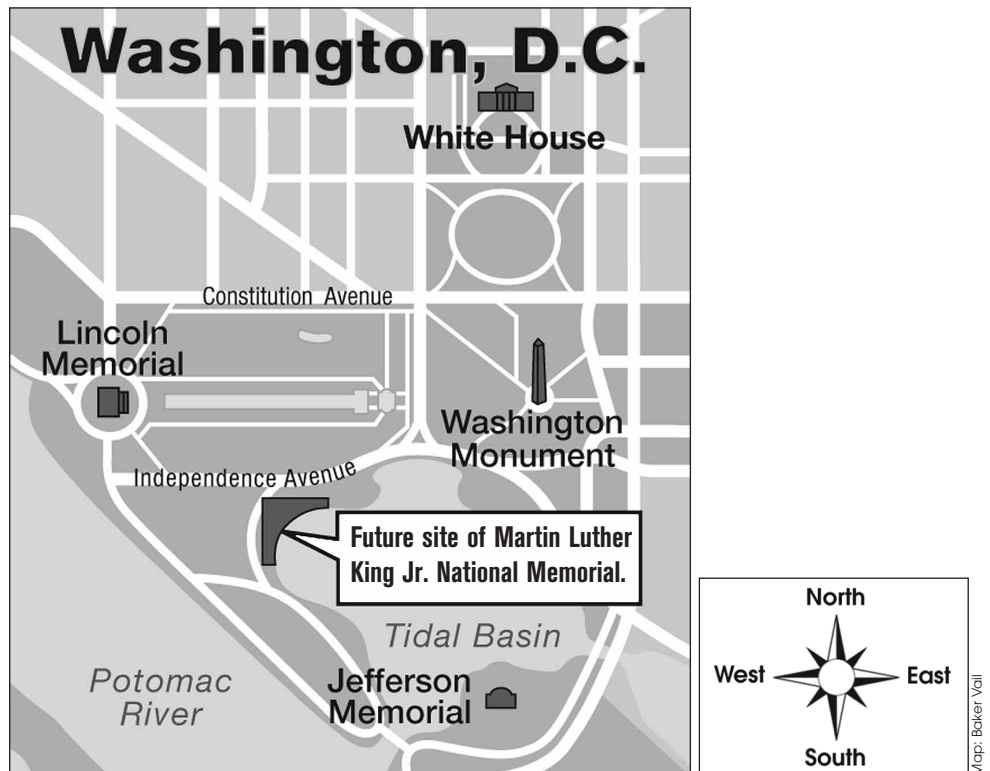 Washington, D.C.
White House
Constitution Avenue
Lincoln
Memorial
Washington
Monument
Independence Avenue
Future site of Martin Luther
King Jr. National Memorial.
Tidal Basin
Potomac
River
Jefferson
Memorial
North
West
East
South
Map: Baker Vail